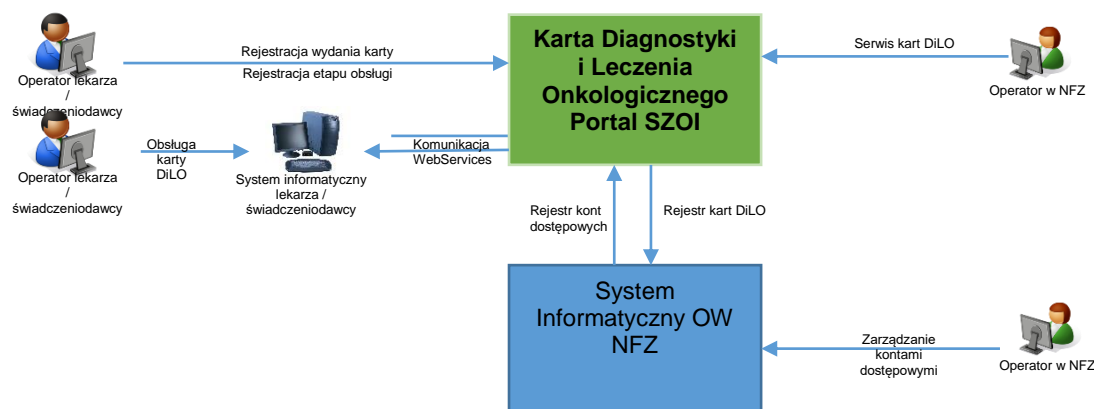 Karta Diagnostyki
i Leczenia
Onkologicznego
Portal SZOI
Rejestracja wydania karty
Rejestracja etapu obsługi
Serwis kart DiLO
Operator lekarza
/
świadczeniodawcy
Operator w NFZ
Obsługa
karty
DiLO
Komunikacja
WebServices
Operator lekarza
/
świadczeniodawcy
System informatyczny
lekarza /
świadczeniodawcy
Rejestr kont
dostępowych
Rejestr kart DiLO
System
Informatyczny OW
NFZ
Zarządzanie
kontami
dostępowymi
Operator w NFZ